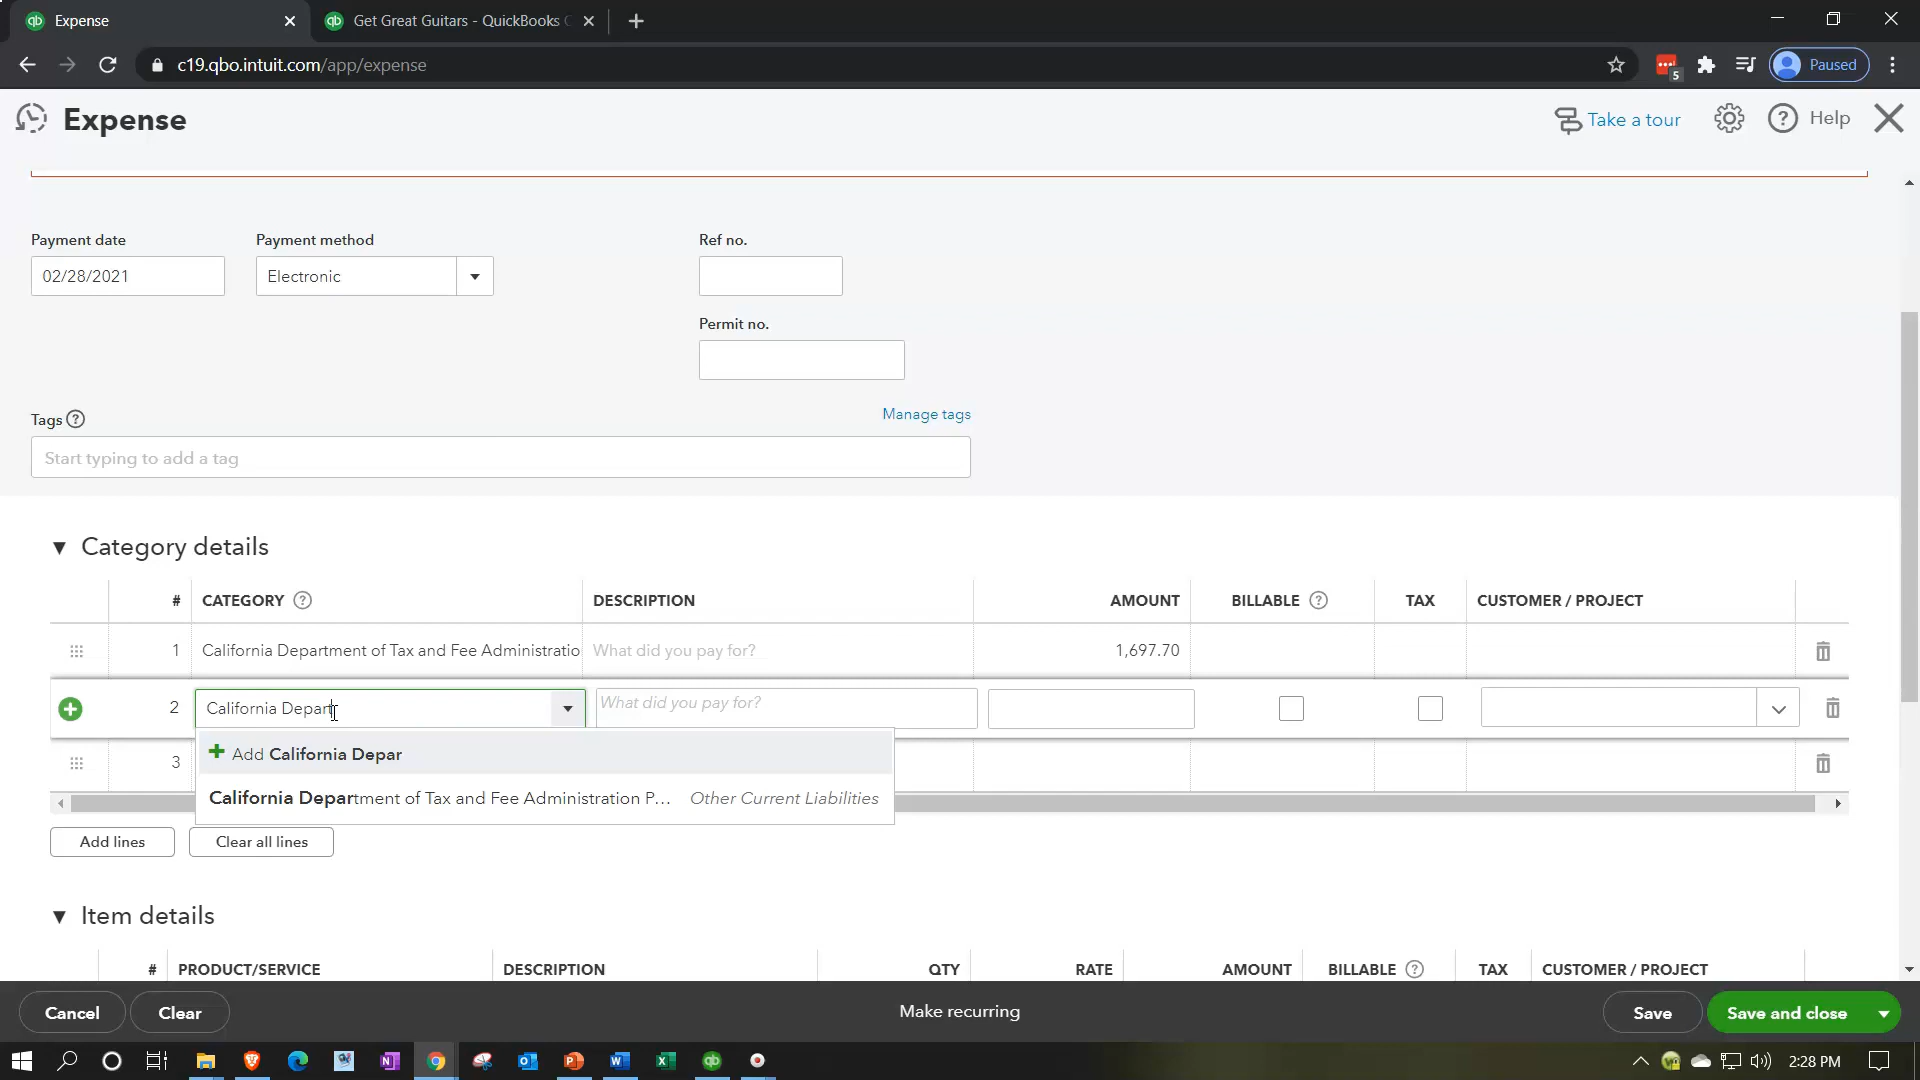 Expense
Get Great Guitars - QuickBooks
c19.qbo.intuit.com/app/expense
5
Paused
Expense
Take a tour
Help
Payment date
Payment method
Ref no.
02/28/2021
Electronic
Permit no.
Tags
Manage tags
Start typing to add a tag
Category details
# CATEGORY DESCRIPTION AMOUNT BILLABLE TAX CUSTOMER / PROJECT
1 California Department of Tax and Fee Administratio What did you pay for? 1,697.70
2 California Depart What did you pay for?
Add California Depar
3
California Department of Tax and Fee Administration P... Other Current Liabilities
Add lines
Clear all lines
Item details
# PRODUCT/SERVICE DESCRIPTION QTY RATE AMOUNT BILLABLE TAX CUSTOMER / PROJECT
Cancel
Clear
Make recurring
Save
Save and close
2:28 PM